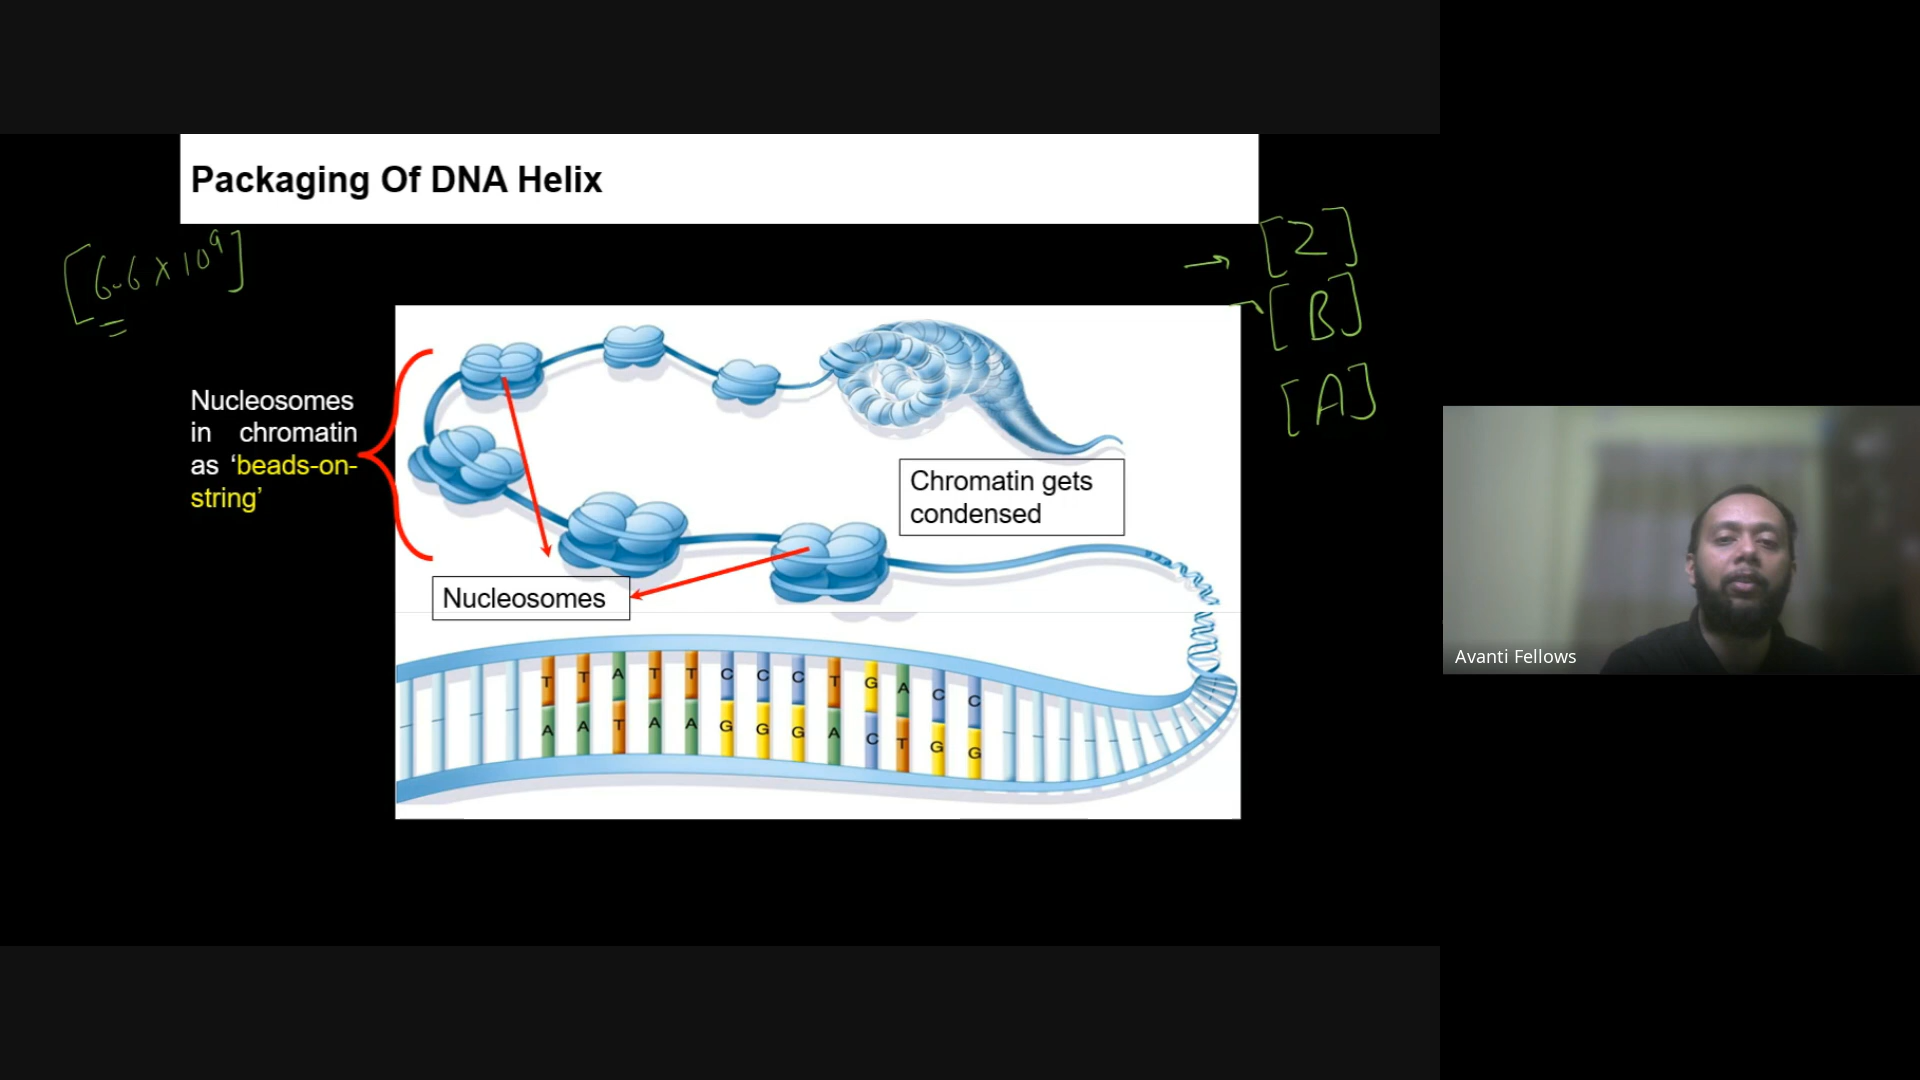 Packaging Of DNA Helix
[6.6 x 10⁹]
→ [Z]
[B]
[A]
Nucleosomes
in chromatin
as ‘beads-on-
string’
Chromatin gets
condensed
Nucleosomes
T T A T T C C C T G A C C
A A T A A G G G A C T G G
Avanti Fellows